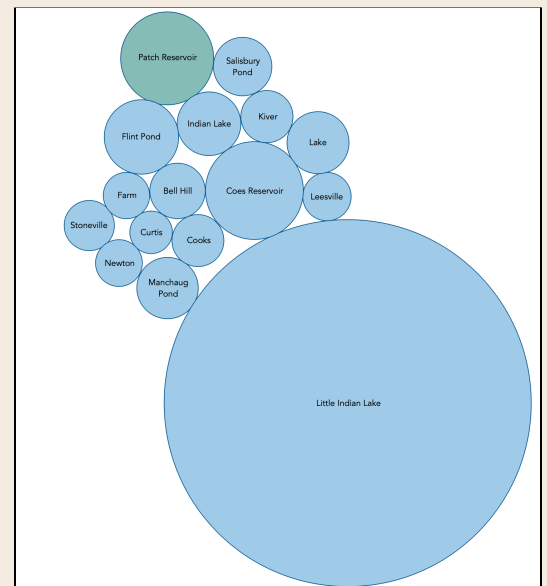 Patch Reservoir
Salisbury
Pond
Indian Lake
Kiver
Flint Pond
Lake
Bell Hill
Coes Reservoir
Farm
Leesville
Stoneville
Curtis
Cooks
Newton
Manchaug
Pond
Little Indian Lake